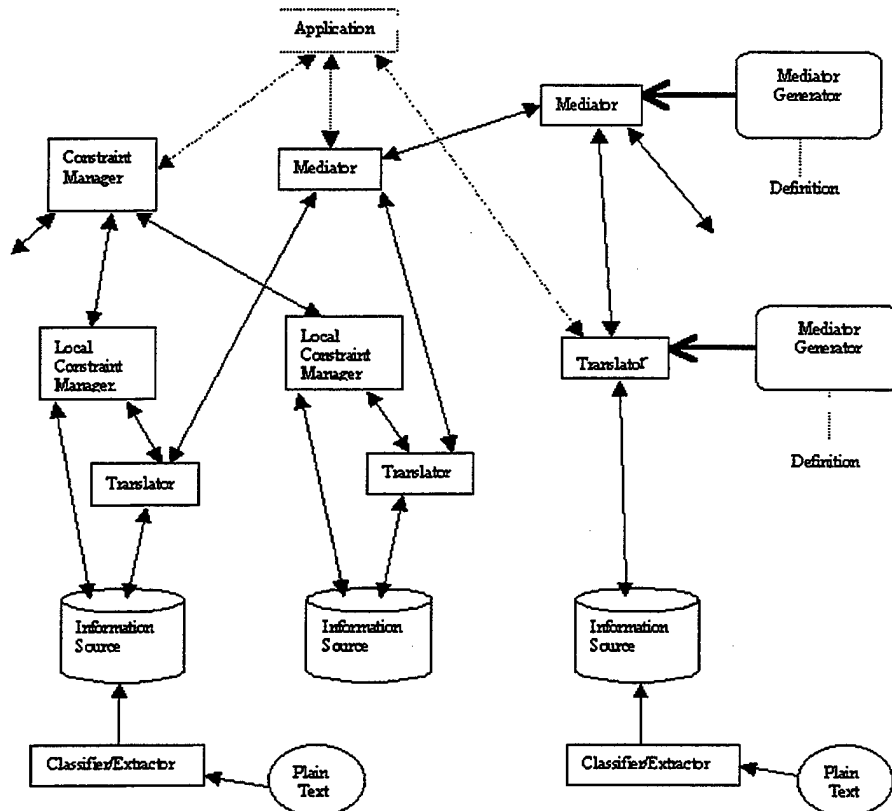 Application
Mediator
Generator
Mediator
Constraint
Manager
Mediator
Definition
Local
Constraint
Manager.
Local
Constraint
Manager
Translator
Mediator
Generator
Translator
Translator
Definition
Information
Source
Information
Source
Information
Source
Classifier/Extractor
Plain
Text
Classifier/Extractor
Plain
Text